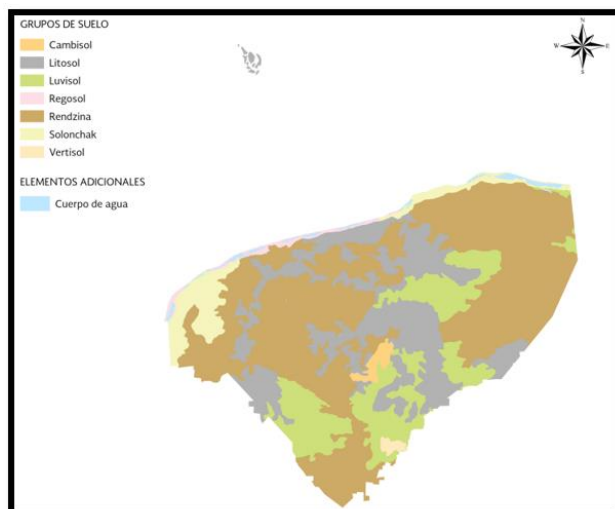 GRUPOS DE SUELO
Cambisol
Litosol
Luvisol
Regosol
Rendzina
Solonchak
Vertisol
ELEMENTOS ADICIONALES
Cuerpo de agua
N
W
E
S